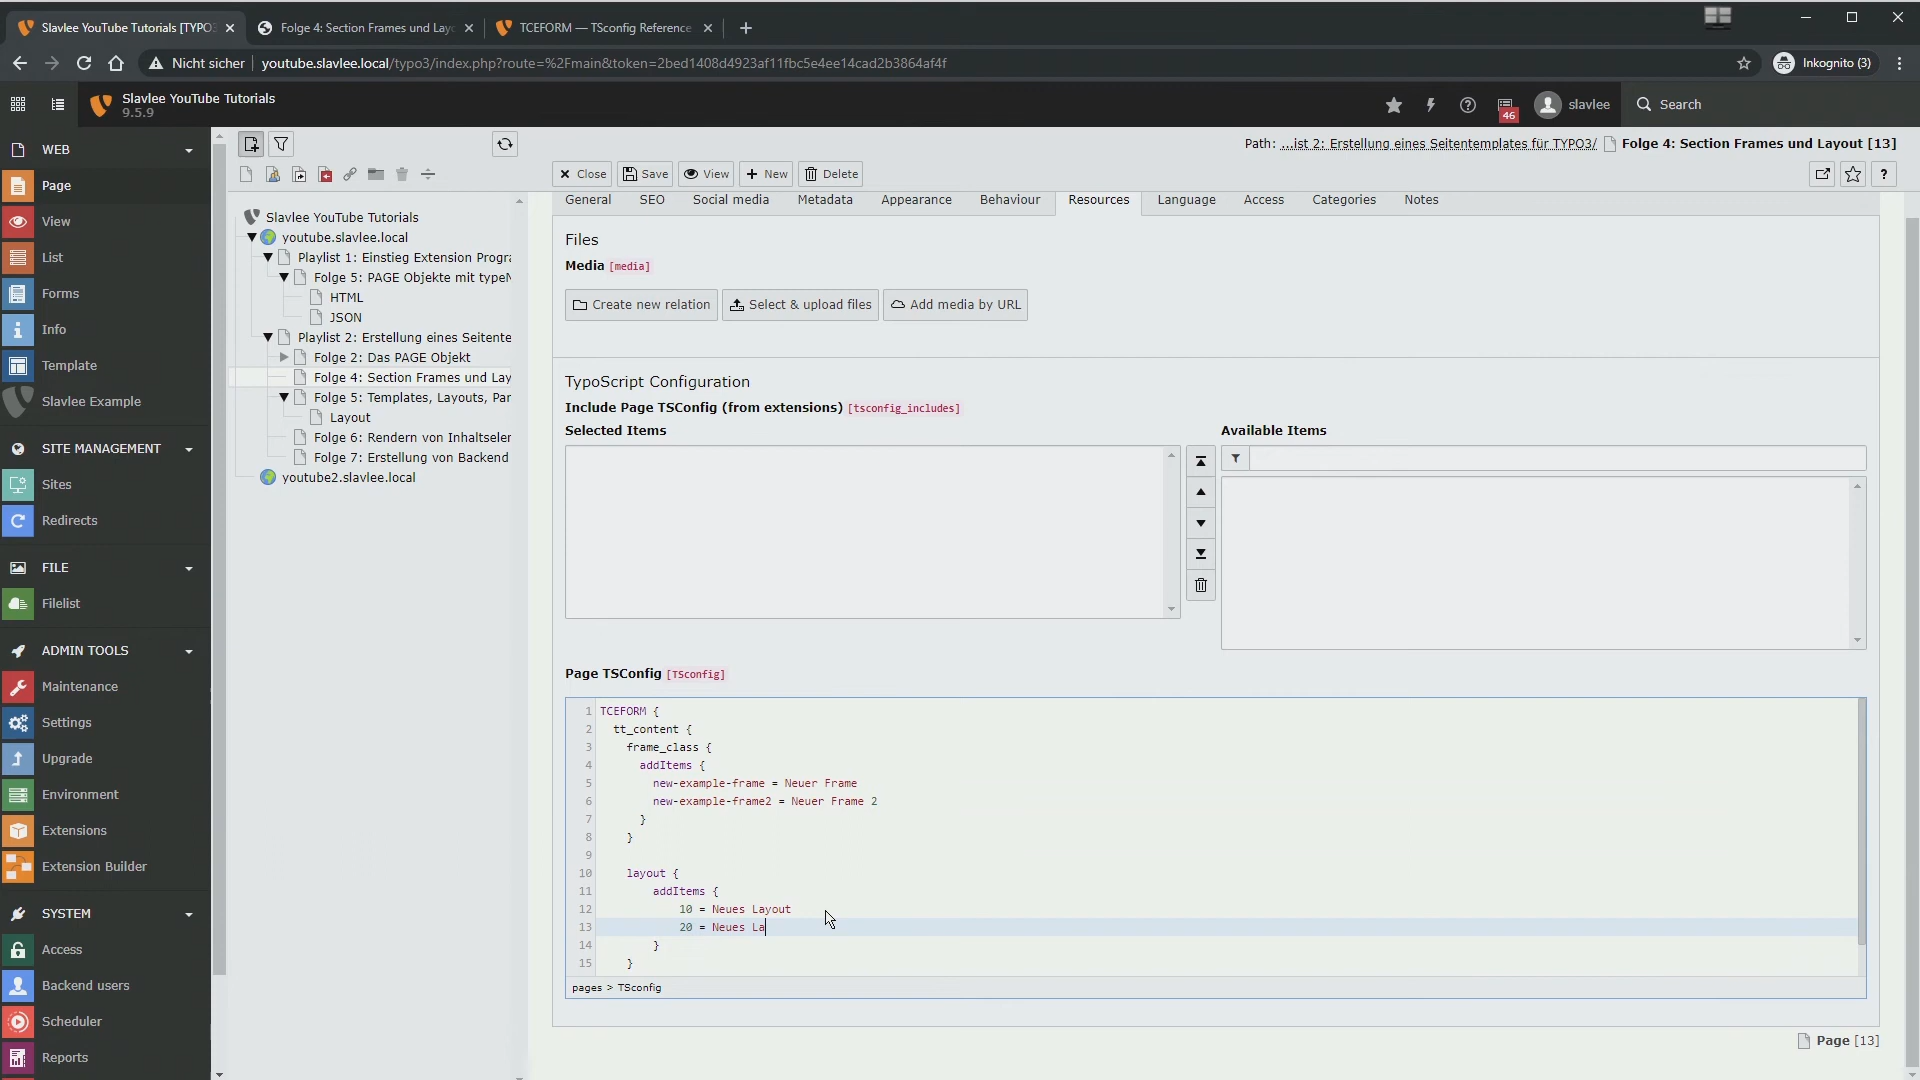 Slavlee YouTube Tutorials [TYPO3
Folge 4: Section Frames und Layo
TCEFORM — TSconfig Reference
Nicht sicher
youtube.slavlee.local/typo3/index.php?route=%2Fmain&token=2bed1408d4923af11fbc5e4ee14cad2b3864af4f
Inkognito (3)
Slavlee YouTube Tutorials
9.5.9
46
slavlee
Search
WEB
Page
View
List
Forms
Info
Template
Slavlee Example
SITE MANAGEMENT
Sites
Redirects
FILE
Filelist
ADMIN TOOLS
Maintenance
Settings
Upgrade
Environment
Extensions
Extension Builder
SYSTEM
Access
Backend users
Scheduler
Reports
Slavlee YouTube Tutorials
youtube.slavlee.local
Playlist 1: Einstieg Extension Progra
Folge 5: PAGE Objekte mit typeN
HTML
JSON
Playlist 2: Erstellung eines Seitente
Folge 2: Das PAGE Objekt
Folge 4: Section Frames und Lay
Folge 5: Templates, Layouts, Par
Layout
Folge 6: Rendern von Inhaltseler
Folge 7: Erstellung von Backend
youtube2.slavlee.local
Path: ...ist 2: Erstellung eines Seitentemplates für TYPO3/ Folge 4: Section Frames und Layout [13]
Close Save View New Delete
General SEO Social media Metadata Appearance Behaviour Resources Language Access Categories Notes
Files
Media [media]
Create new relation Select & upload files Add media by URL
TypoScript Configuration
Include Page TSConfig (from extensions) [tsconfig_includes]
Selected Items
Available Items
Page TSConfig [TSconfig]
1 TCEFORM {
2 tt_content {
3 frame_class {
4 addItems {
5 new-example-frame = Neuer Frame
6 new-example-frame2 = Neuer Frame 2
7 }
8 }
9
10 layout {
11 addItems {
12 10 = Neues Layout
13 20 = Neues La
14 }
15 }
pages > TSconfig
Page [13]